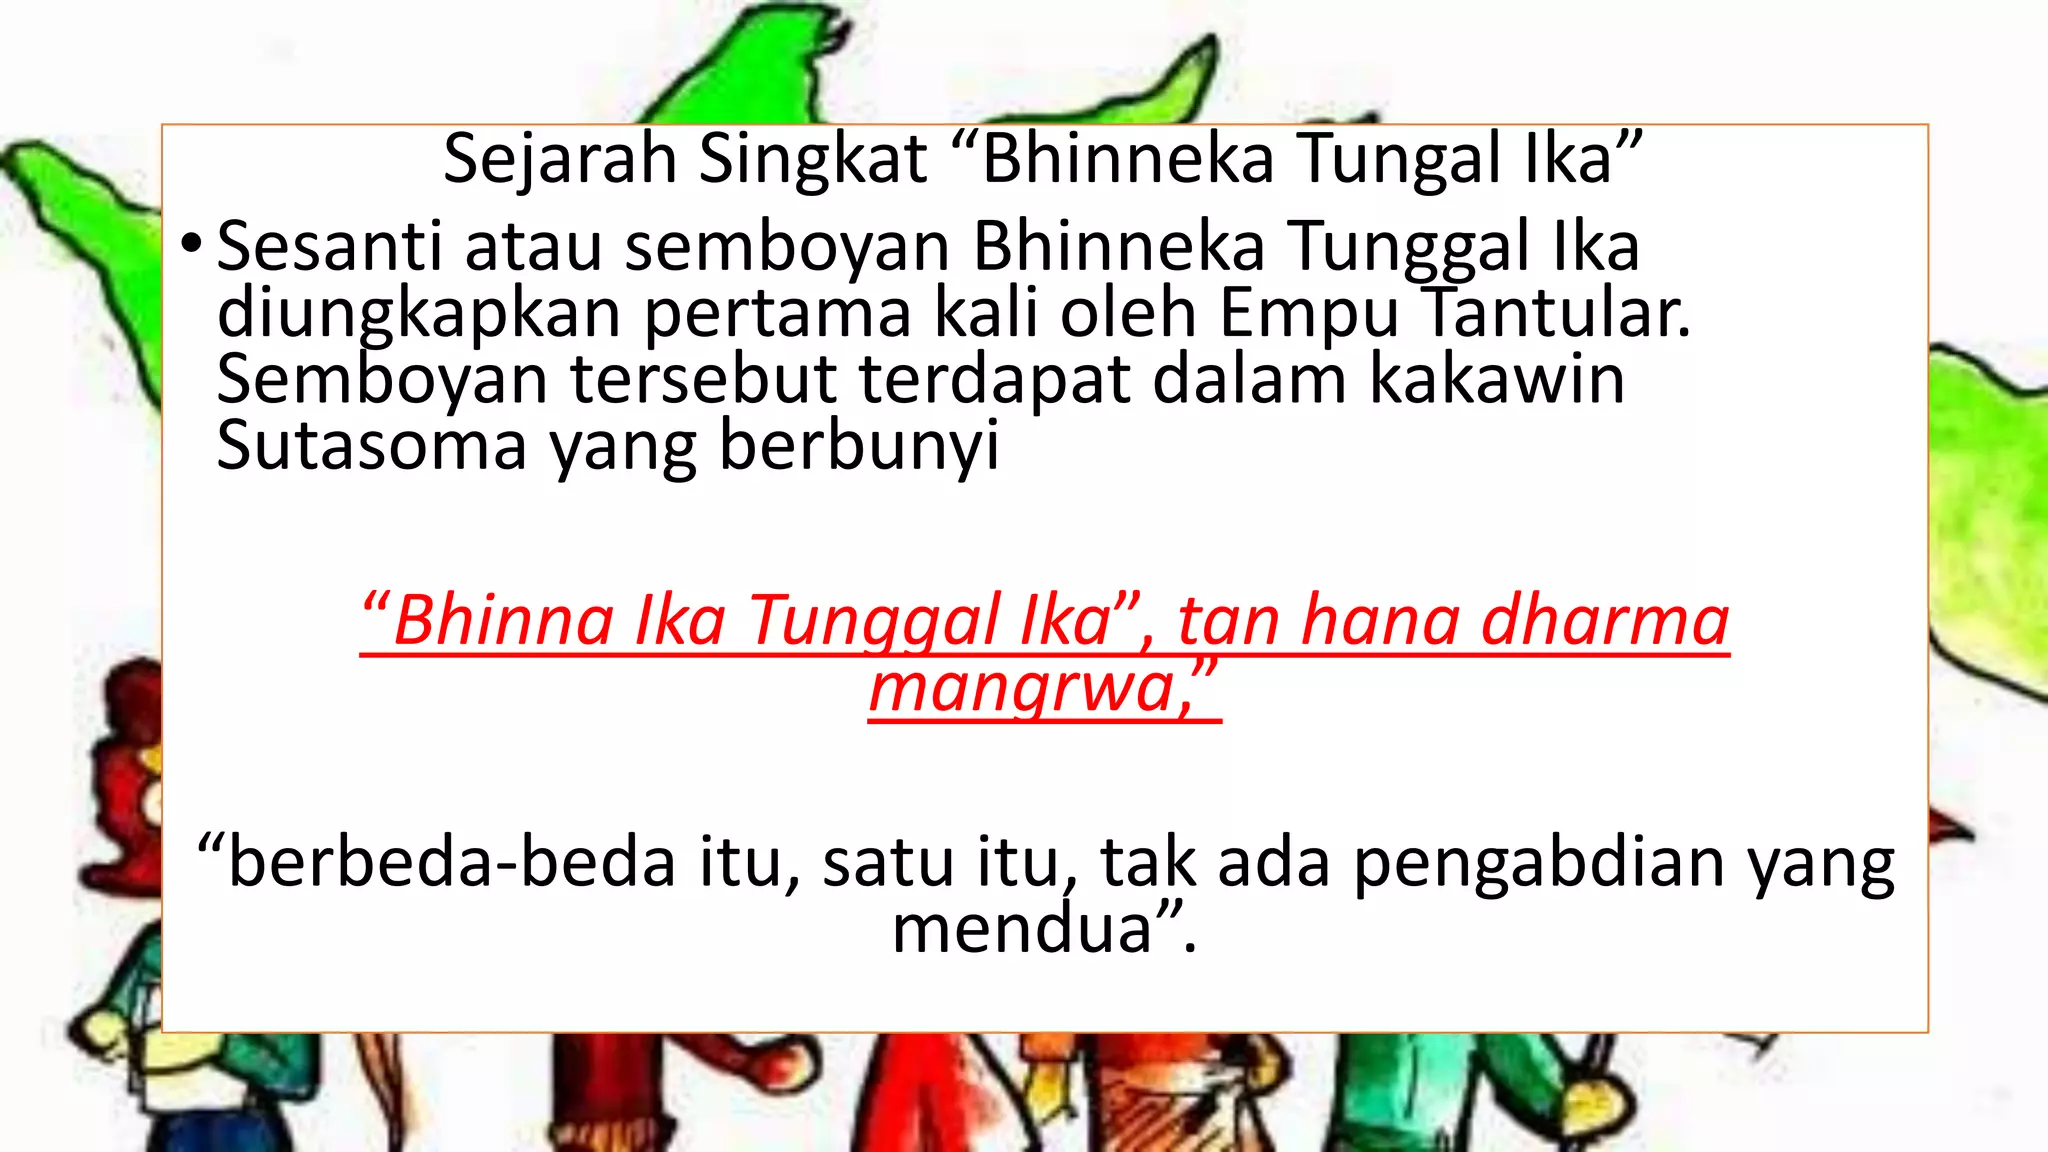 Sejarah Singkat “Bhinneka Tungal Ika”
• Sesanti atau semboyan Bhinneka Tunggal Ika
diungkapkan pertama kali oleh Empu Tantular.
Semboyan tersebut terdapat dalam kakawin
Sutasoma yang berbunyi
“Bhinna Ika Tunggal Ika”, tan hana dharma
mangrwa,”
“berbeda-beda itu, satu itu, tak ada pengabdian yang
mendua”.